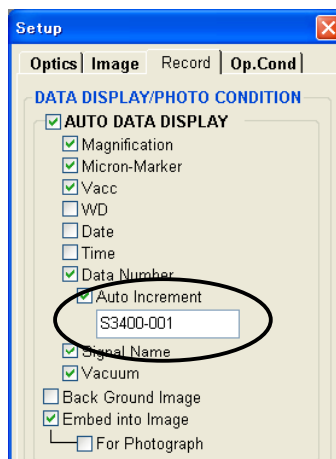 Setup
Optics Image Record Op.Cond
DATA DISPLAY/PHOTO CONDITION
AUTO DATA DISPLAY
Magnification
Micron-Marker
Vacc
WD
Date
Time
Data Number
Auto Increment
S3400-001
Signal Name
Vacuum
Back Ground Image
Embed into Image
For Photograph